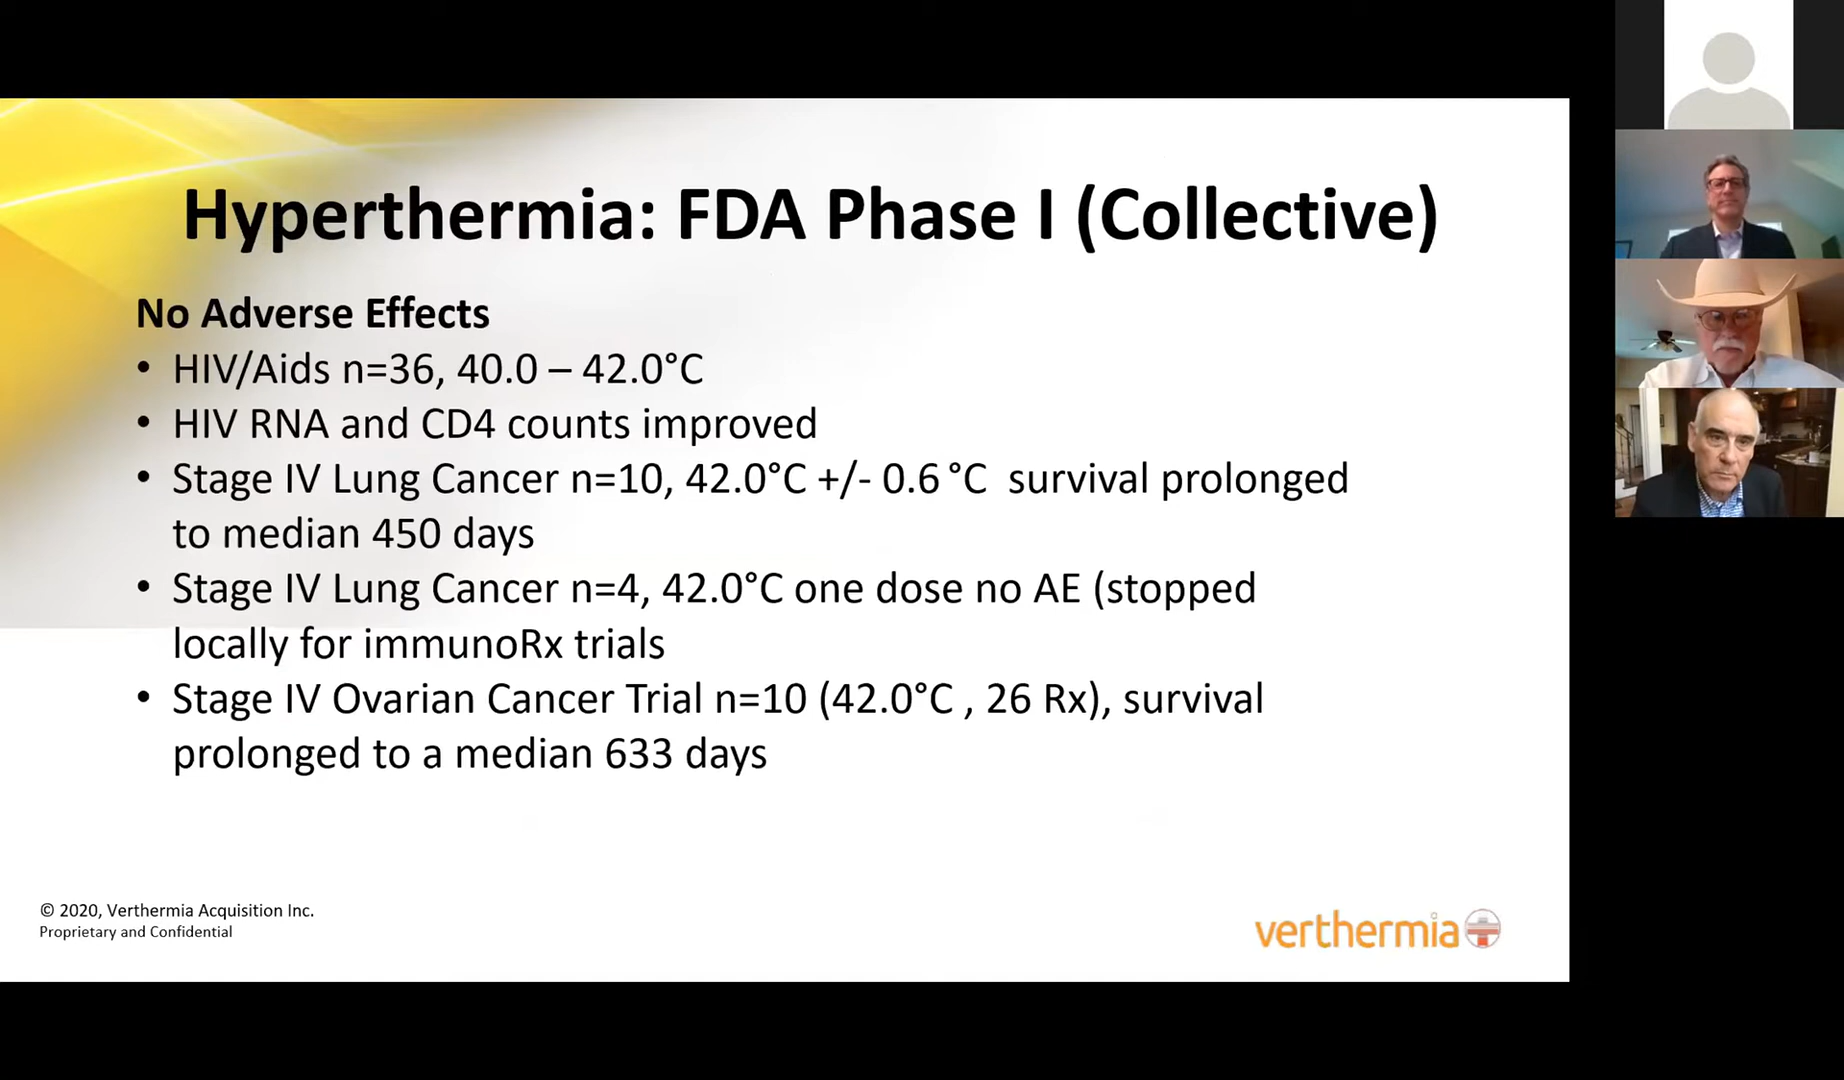 Hyperthermia: FDA Phase I (Collective)
No Adverse Effects
• HIV/Aids n=36, 40.0 – 42.0°C
• HIV RNA and CD4 counts improved
• Stage IV Lung Cancer n=10, 42.0°C +/- 0.6 °C survival prolonged
to median 450 days
• Stage IV Lung Cancer n=4, 42.0°C one dose no AE (stopped
locally for immunoRx trials
• Stage IV Ovarian Cancer Trial n=10 (42.0°C , 26 Rx), survival
prolonged to a median 633 days
© 2020, Verthermia Acquisition Inc.
Proprietary and Confidential
verthermia